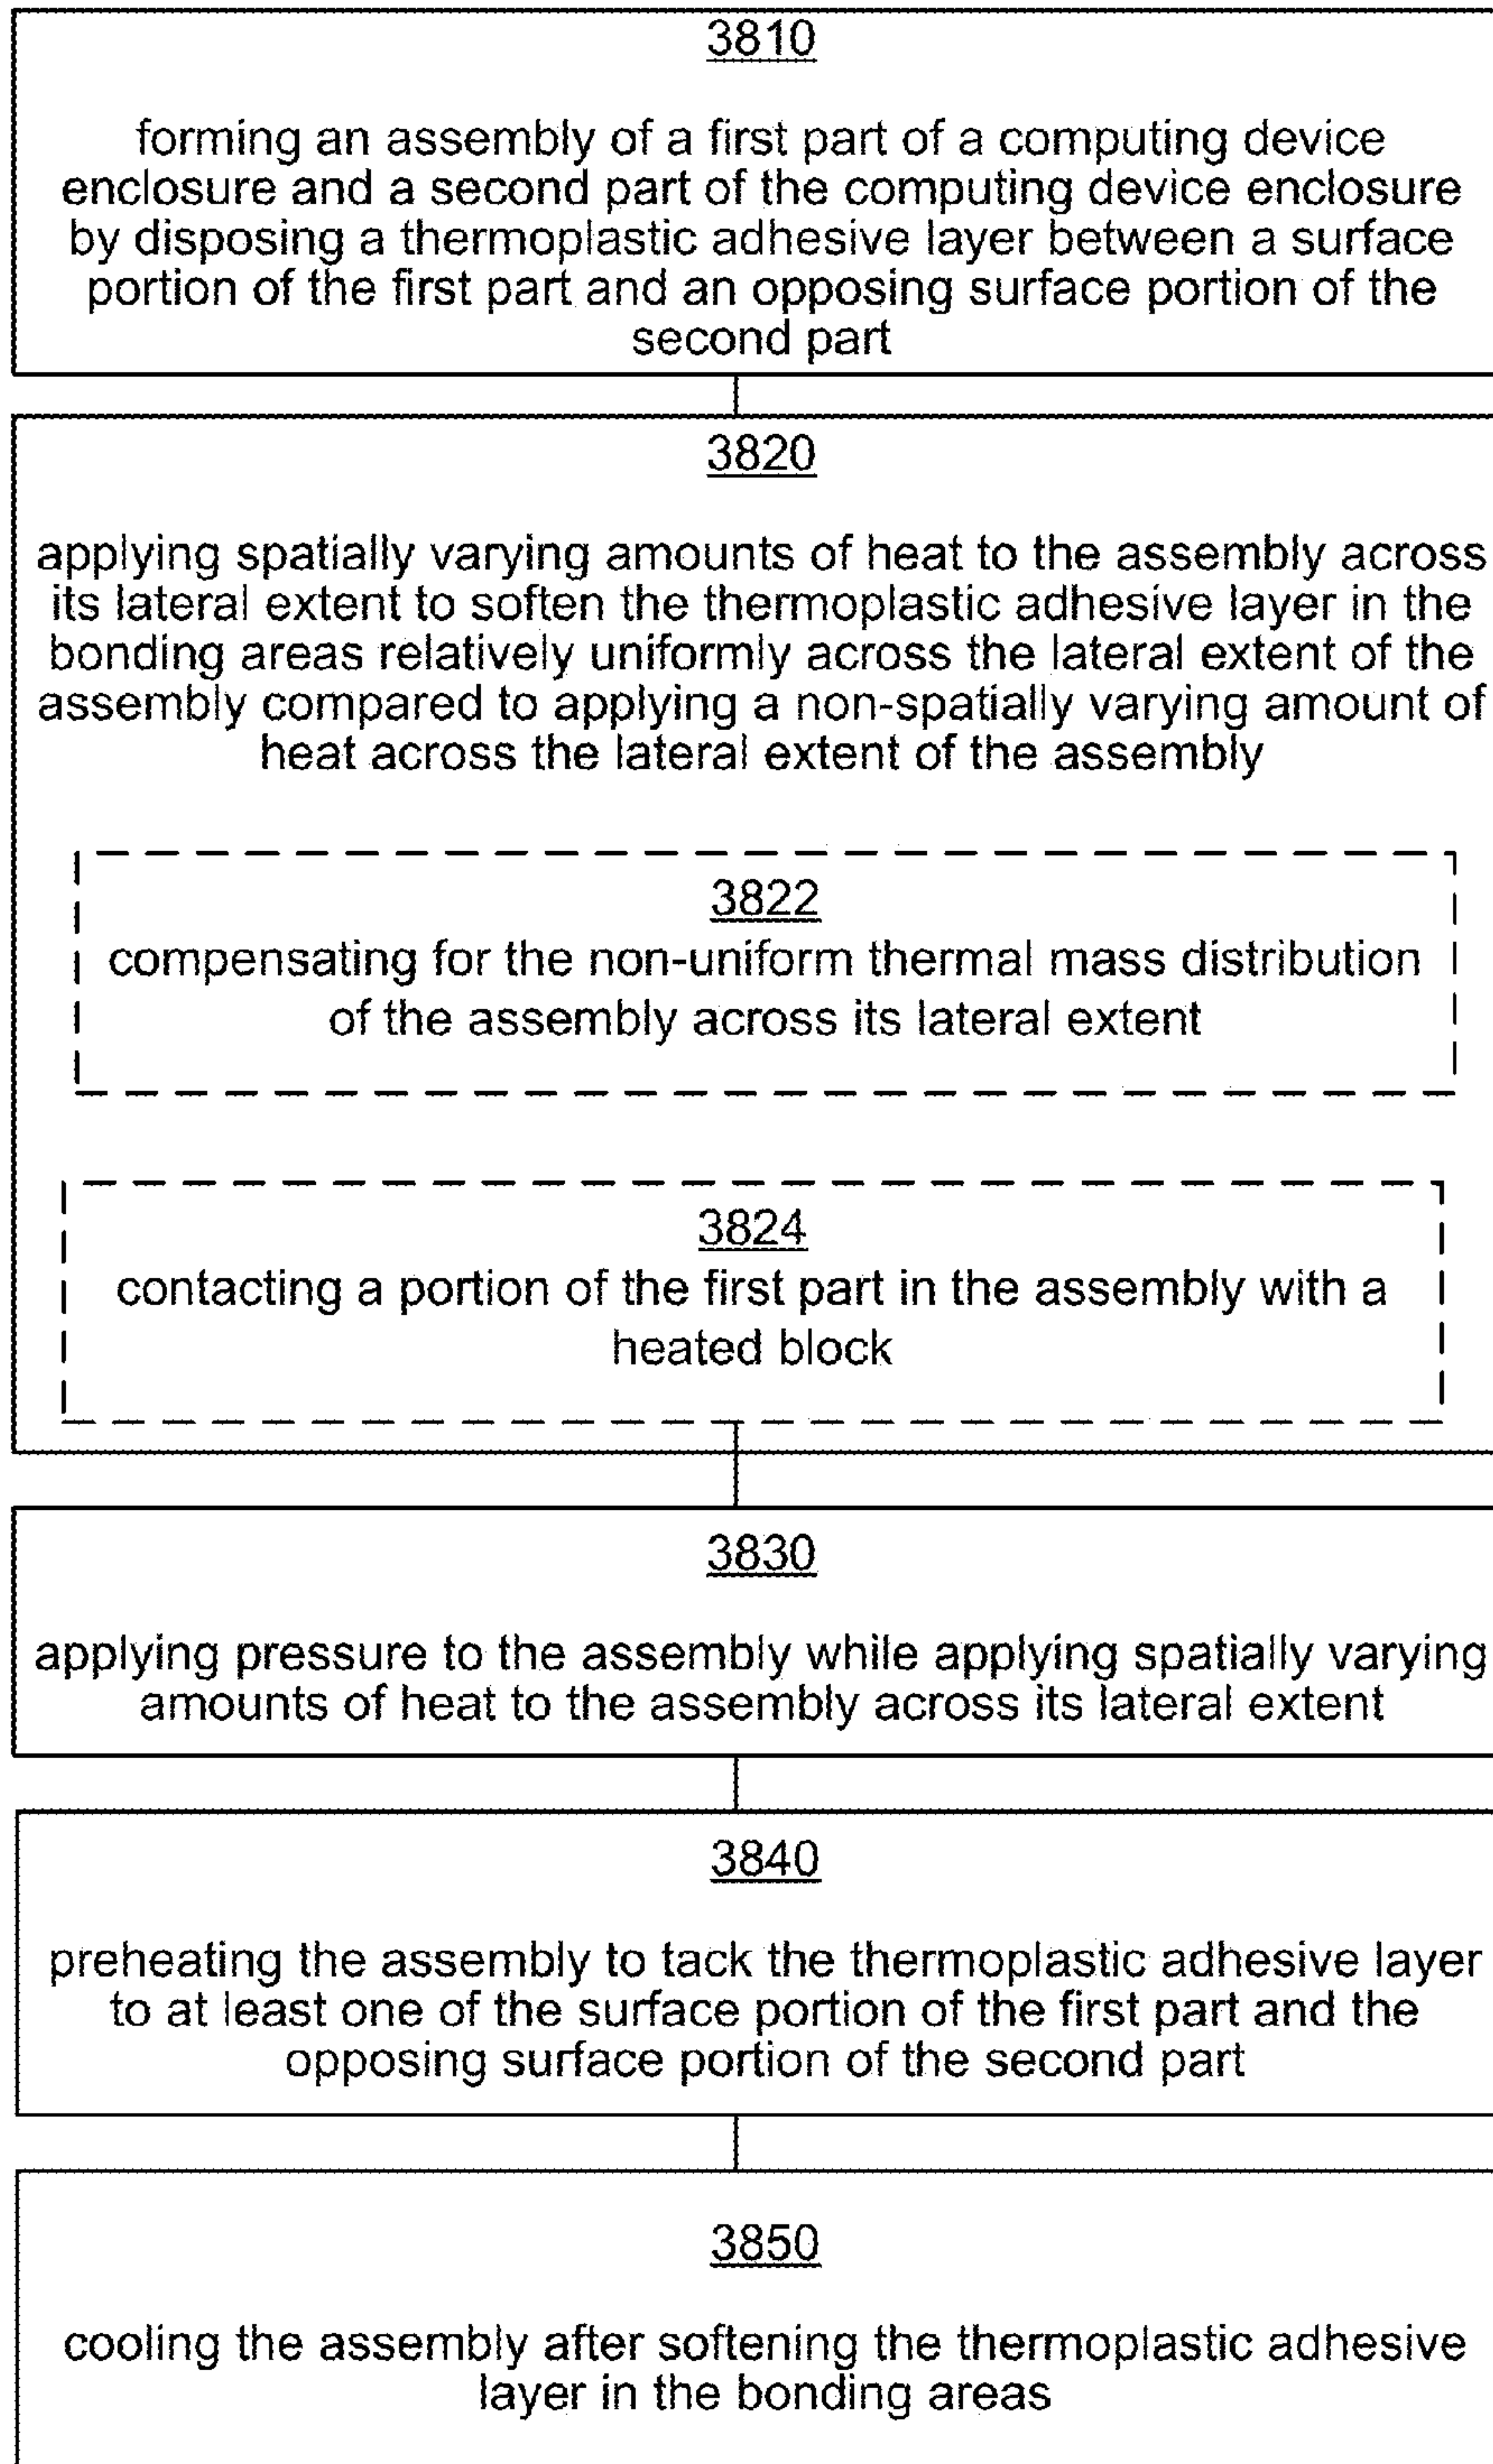 3810
forming an assembly of a first part of a computing device
enclosure and a second part of the computing device enclosure
by disposing a thermoplastic adhesive layer between a surface
portion of the first part and an opposing surface portion of the
second part
3820
applying spatially varying amounts of heat to the assembly across
its lateral extent to soften the thermoplastic adhesive layer in the
bonding areas relatively uniformly across the lateral extent of the
assembly compared to applying a non-spatially varying amount of
heat across the lateral extent of the assembly
3822
compensating for the non-uniform thermal mass distribution
of the assembly across its lateral extent
3824
contacting a portion of the first part in the assembly with a
heated block
3830
applying pressure to the assembly while applying spatially varying
amounts of heat to the assembly across its lateral extent
3840
preheating the assembly to tack the thermoplastic adhesive layer
to at least one of the surface portion of the first part and the
opposing surface portion of the second part
3850
cooling the assembly after softening the thermoplastic adhesive
layer in the bonding areas